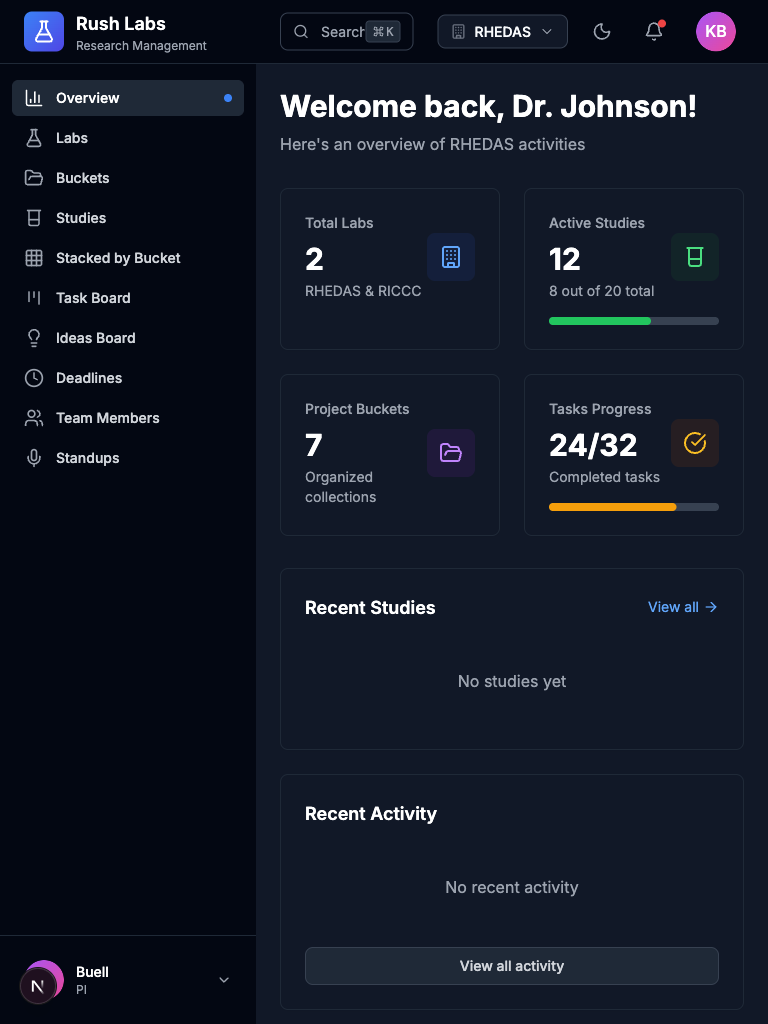 Rush Labs
Research Management
Search ⌘K
RHEDAS
KB
Overview
Labs
Buckets
Studies
Stacked by Bucket
Task Board
Ideas Board
Deadlines
Team Members
Standups
N
Buell
PI
Welcome back, Dr. Johnson!
Here's an overview of RHEDAS activities
Total Labs
2
RHEDAS & RICCC
Active Studies
12
8 out of 20 total
Project Buckets
7
Organized
collections
Tasks Progress
24/32
Completed tasks
Recent Studies
View all →
No studies yet
Recent Activity
No recent activity
View all activity